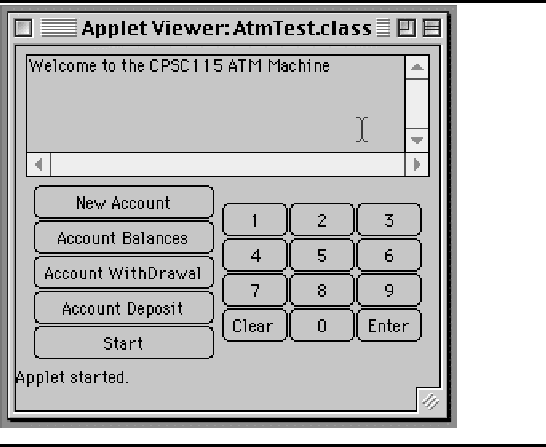 Applet Viewer: AtmTest.class
Welcome to the CPSC115 ATM Machine
New Account
Account Balances
Account WithDrawal
Account Deposit
Start
1 2 3
4 5 6
7 8 9
Clear 0 Enter
Applet started.